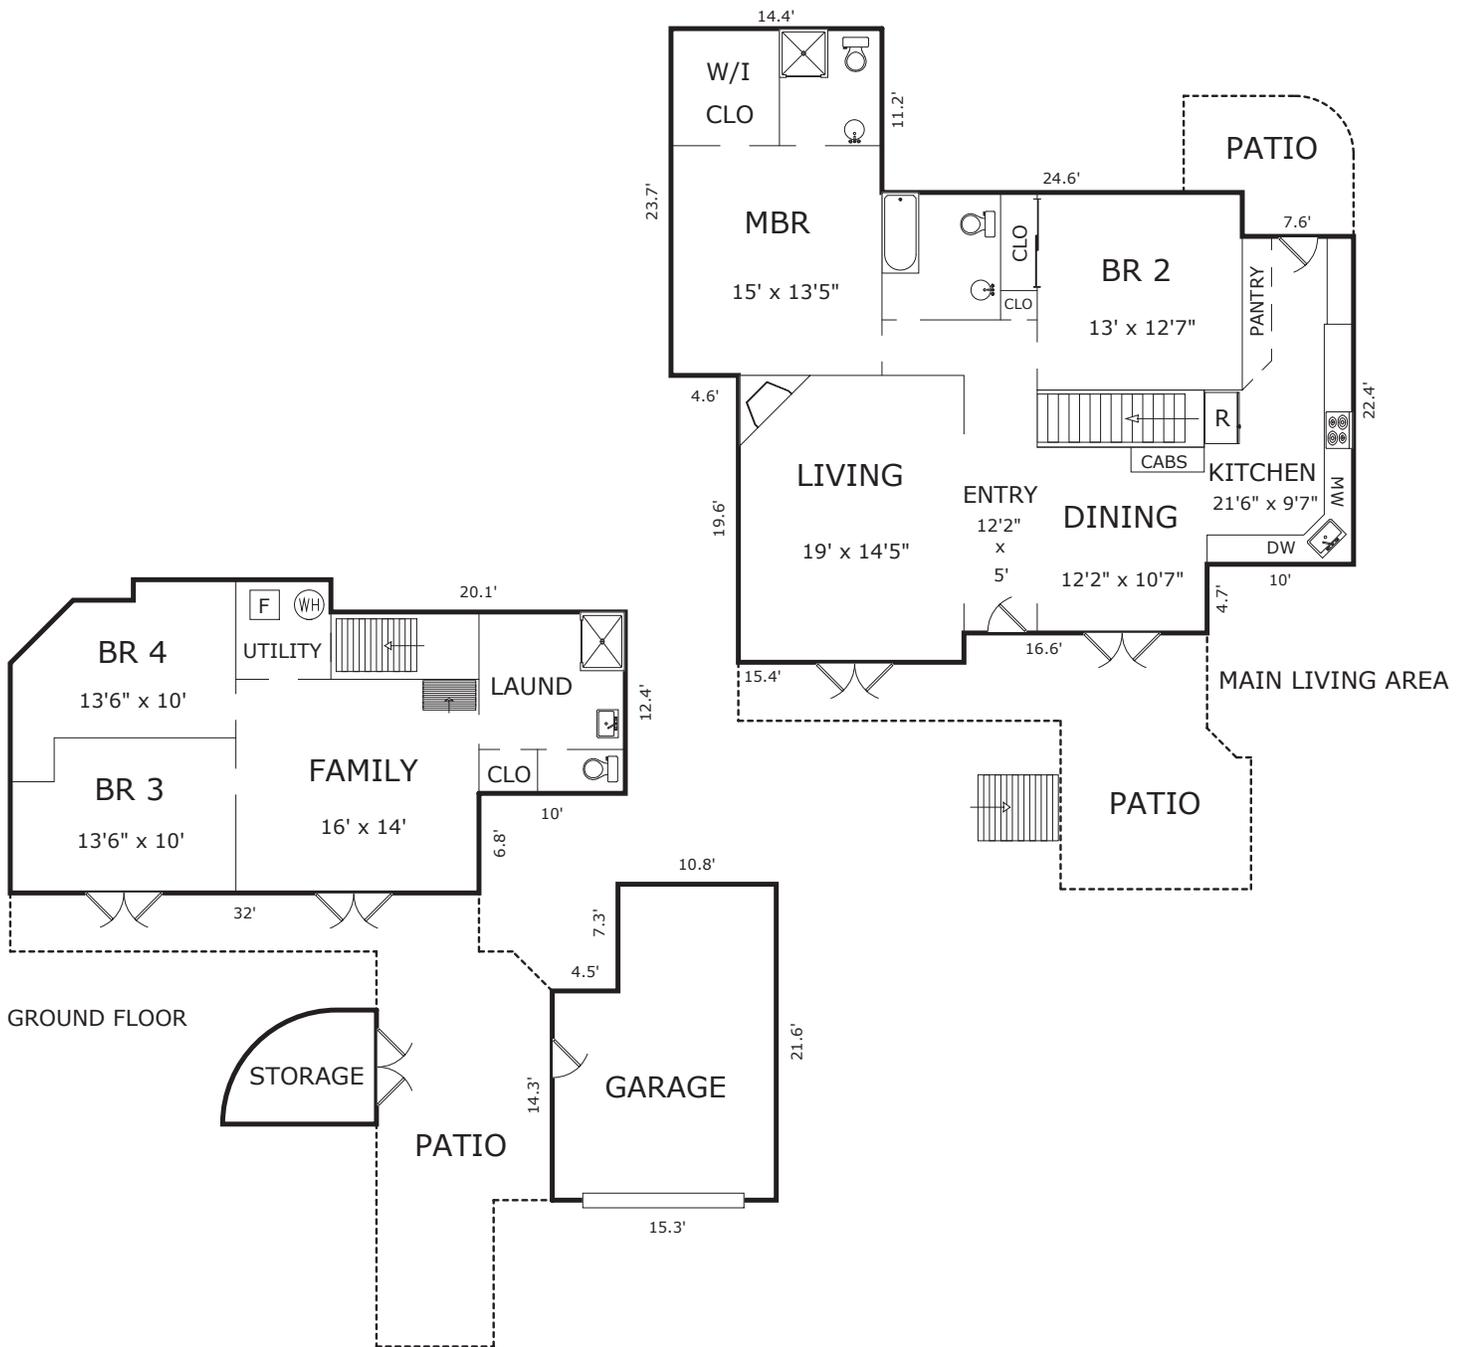 14.4'
W/I
CLO
11.2'
PATIO
24.6'
23.7'
MBR
15' x 13'5"
CLO
CLO
BR 2
13' x 12'7"
7.6'
PANTRY
4.6'
22.4'
R
CABS
LIVING
19' x 14'5"
19.6'
ENTRY
12'2"
x
5'
DINING
12'2" x 10'7"
KITCHEN
21'6" x 9'7"
MW
DW
10'
4.7'
16.6'
15.4'
MAIN LIVING AREA
PATIO
20.1'
F
WH
UTILITY
BR 4
13'6" x 10'
LAUND
12.4'
BR 3
13'6" x 10'
FAMILY
16' x 14'
CLO
10'
6.8'
32'
10.8'
7.3'
4.5'
GROUND FLOOR
STORAGE
21.6'
14.3'
GARAGE
PATIO
15.3'